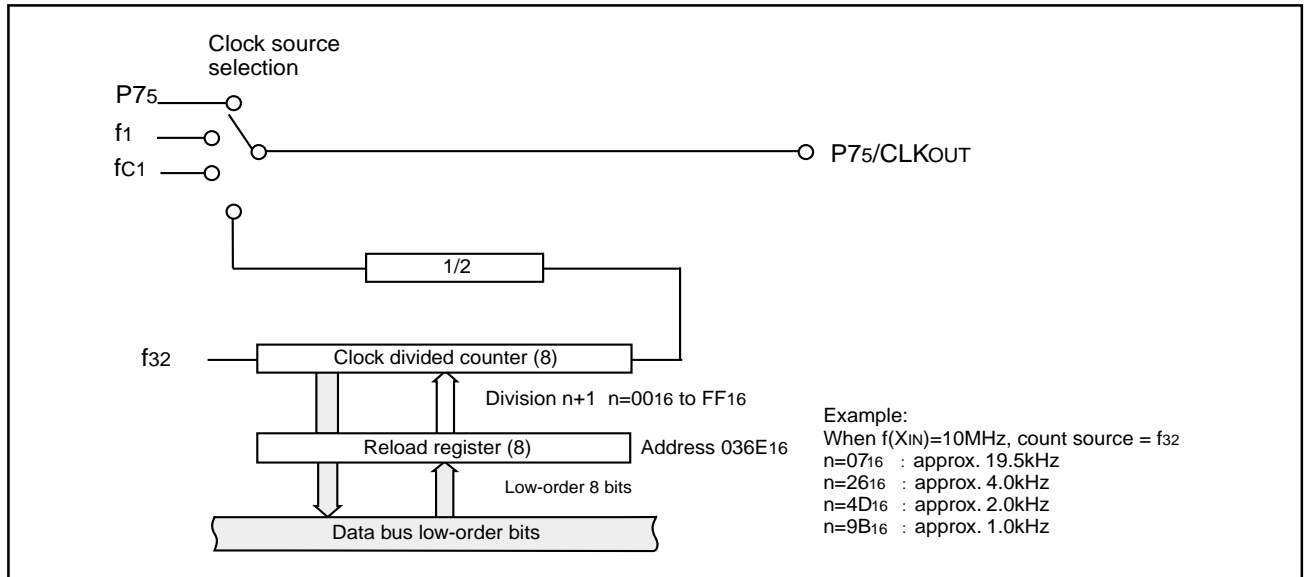 Clock source
selection
P75
f1
fC1
P75/CLKOUT
1/2
f32
Clock divided counter (8)
Division n+1 n=0016 to FF16
Reload register (8)
Address 036E16
Low-order 8 bits
Data bus low-order bits
Example:
When f(XIN)=10MHz, count source = f32
n=0716 : approx. 19.5kHz
n=2616 : approx. 4.0kHz
n=4D16 : approx. 2.0kHz
n=9B16 : approx. 1.0kHz